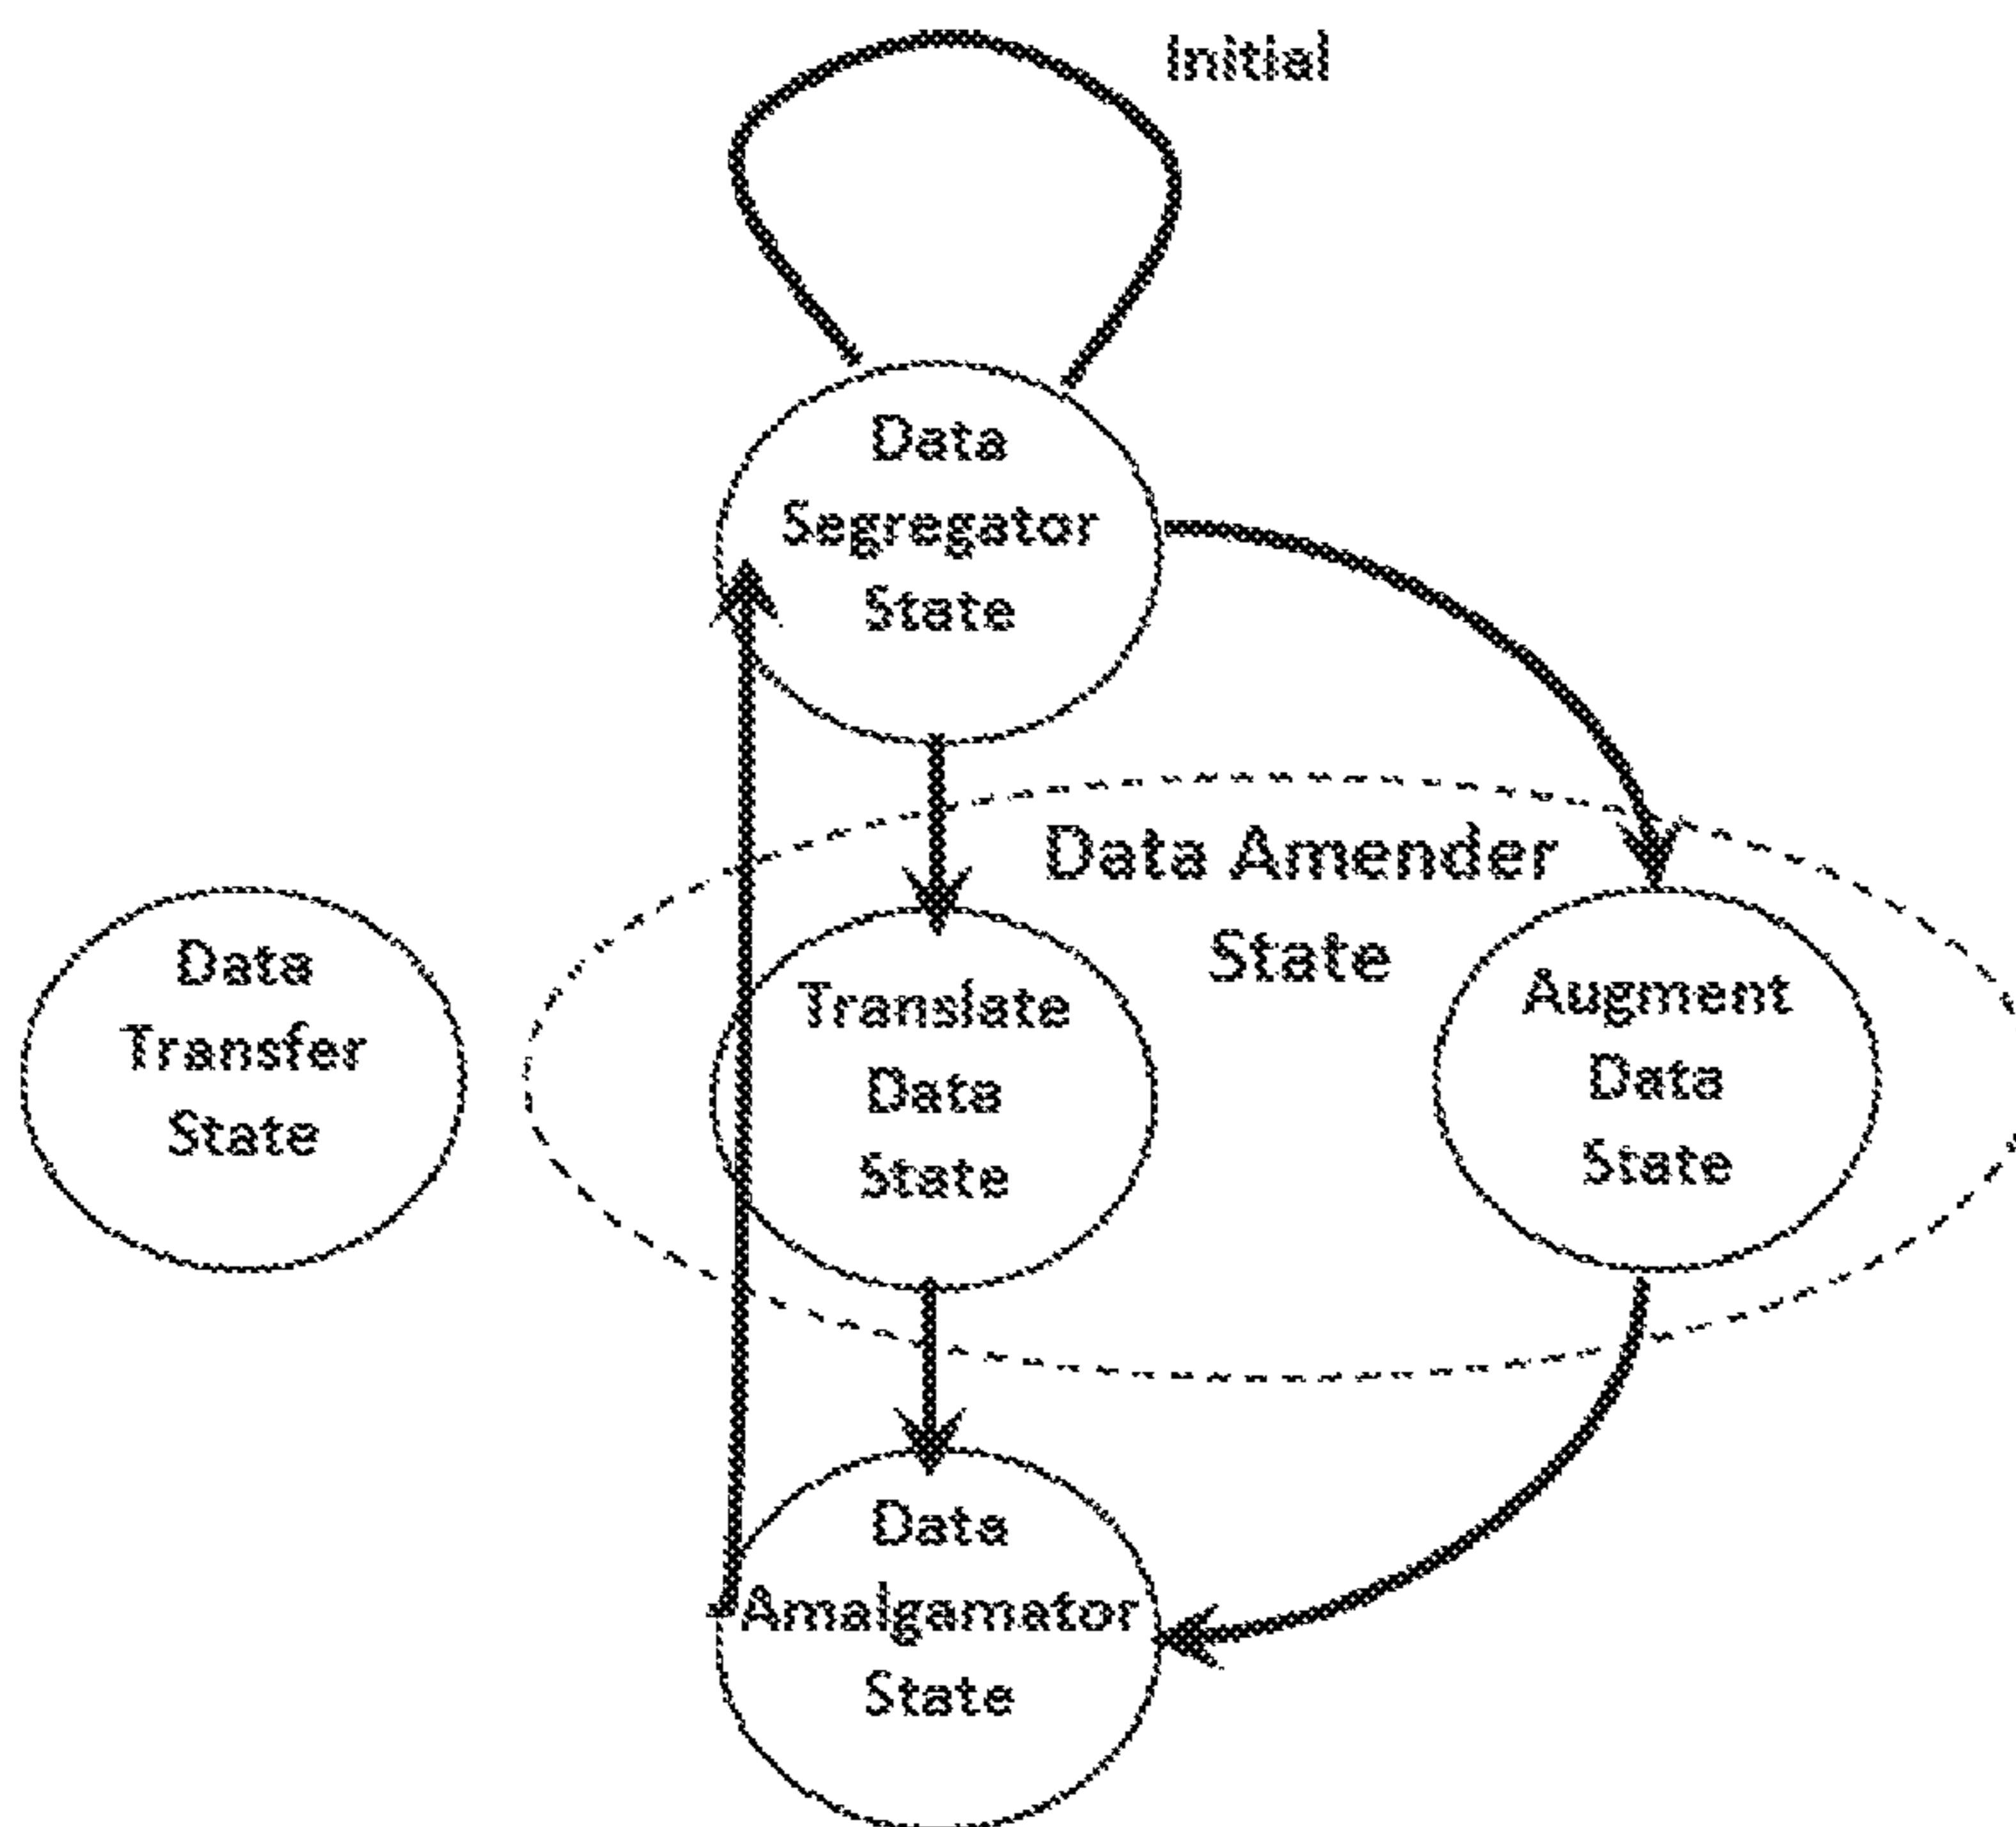 Initial
Data
Segregator
State
Data Amender
State
Data
Transfer
State
Translate
Data
State
Augment
Data
State
Data
Amalgamator
State